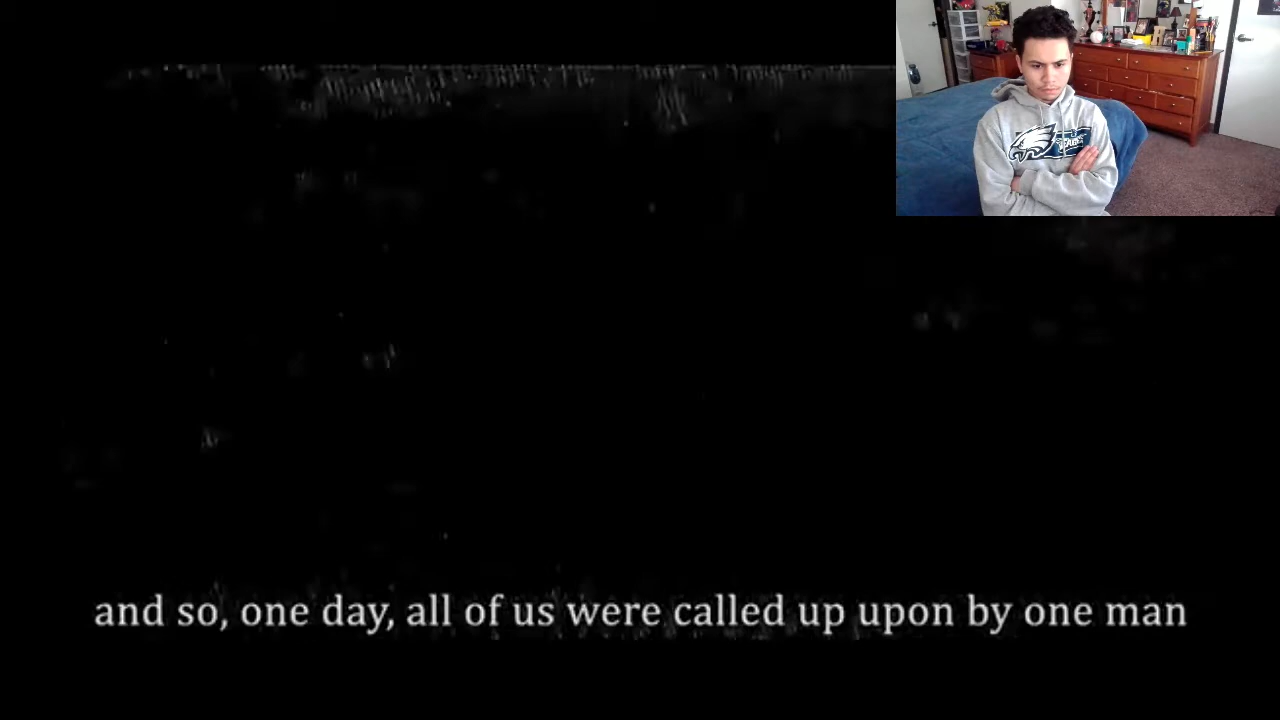 and so, one day, all of us were called up upon by one man